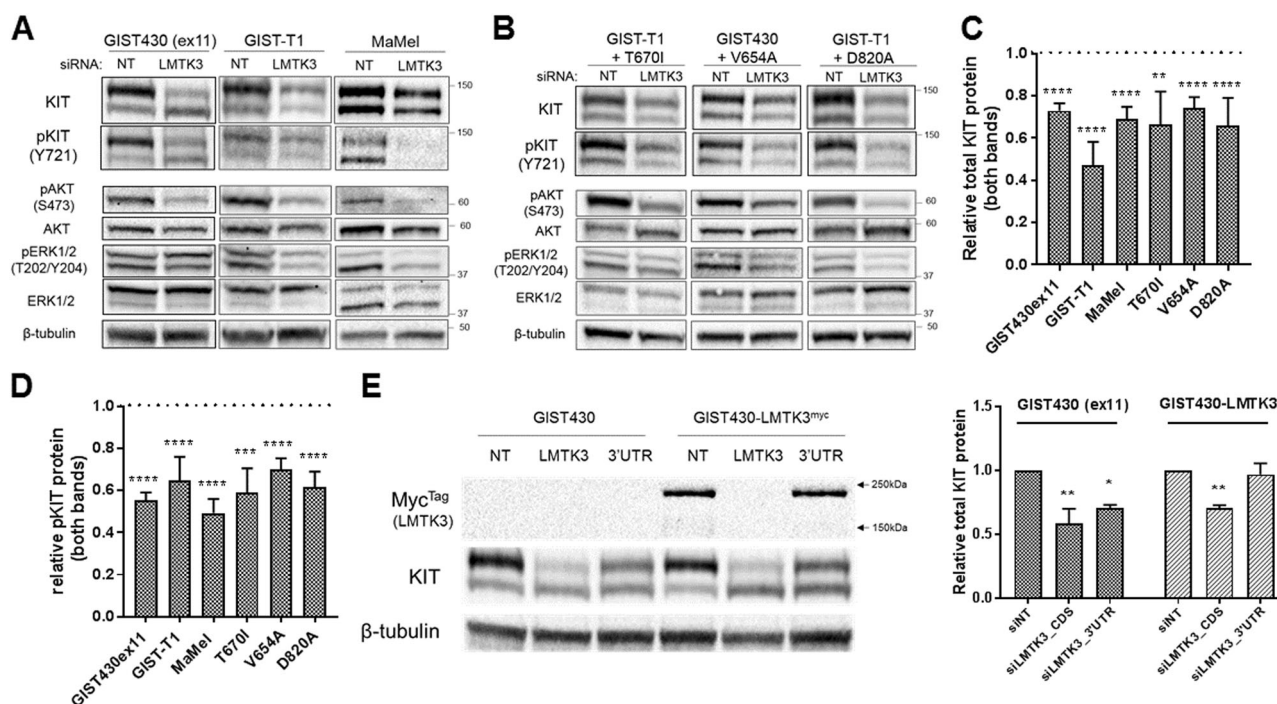 A
GIST430 (ex11) GIST-T1 MaMel
siRNA: NT LMTK3 NT LMTK3 NT LMTK3
KIT
150
pKIT
(Y721)
150
pAKT
(S473)
60
AKT
60
pERK1/2
(T202/Y204)
37
ERK1/2
37
β-tubulin
50
B
GIST-T1
+ T670I
GIST430
+ V654A
GIST-T1
+ D820A
siRNA: NT LMTK3 NT LMTK3 NT LMTK3
KIT
150
pKIT
(Y721)
150
pAKT
(S473)
60
AKT
60
pERK1/2
(T202/Y204)
37
ERK1/2
37
β-tubulin
50
C
Relative total KIT protein
(both bands)
1.0
0.8
0.6
0.4
0.2
0.0
**** **** **** ** **** ****
GIST430ex11 GIST-T1 MaMel T670I V654A D820A
D
relative pKIT protein
(both bands)
1.0
0.8
0.6
0.4
0.2
0.0
**** **** **** *** **** ****
GIST430ex11 GIST-T1 MaMel T670I V654A D820A
E
GIST430 GIST430-LMTK3myc
NT LMTK3 3'UTR NT LMTK3 3'UTR
MycTag
(LMTK3)
250kDa
150kDa
KIT
β-tubulin
Relative total KIT protein
1.5
1.0
0.5
0.0
GIST430 (ex11) GIST430-LMTK3
** * **
siNT siLMTK3_CDS siLMTK3_3'UTR siNT siLMTK3_CDS siLMTK3_3'UTR